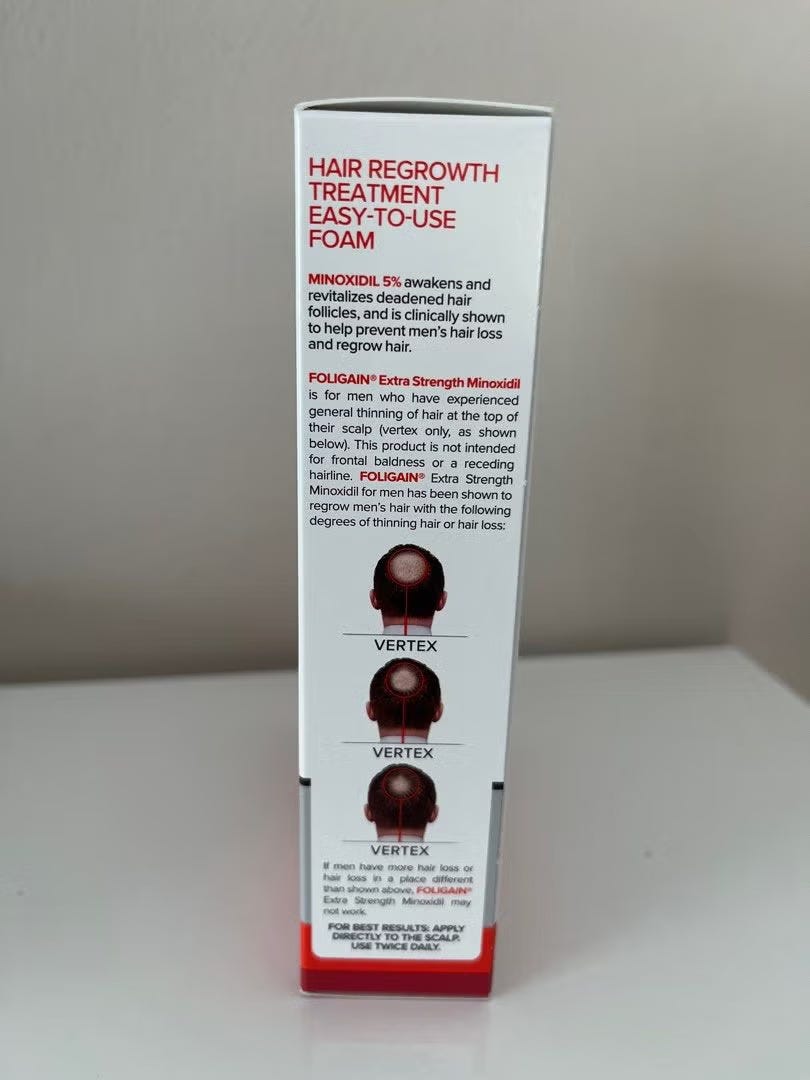 HAIR REGROWTH
TREATMENT
EASY-TO-USE
FOAM
MINOXIDIL 5% awakens and
revitalizes deadened hair
follicles, and is clinically shown
to help prevent men's hair loss
and regrow hair.
FOLIGAIN® Extra Strength Minoxidil
is for men who have experienced
general thinning of hair at the top of
their scalp (vertex only, as shown
below). This product is not intended
for frontal baldness or a receding
hairline. FOLIGAIN® Extra Strength
Minoxidil for men has been shown to
regrow men's hair with the following
degrees of thinning hair or hair loss:
VERTEX
VERTEX
VERTEX
If men have more hair loss or
hair loss in a place different
than shown above, FOLIGAIN®
Extra Strength Minoxidil may
not work.
FOR BEST RESULTS: APPLY
DIRECTLY TO THE SCALP.
USE TWICE DAILY.